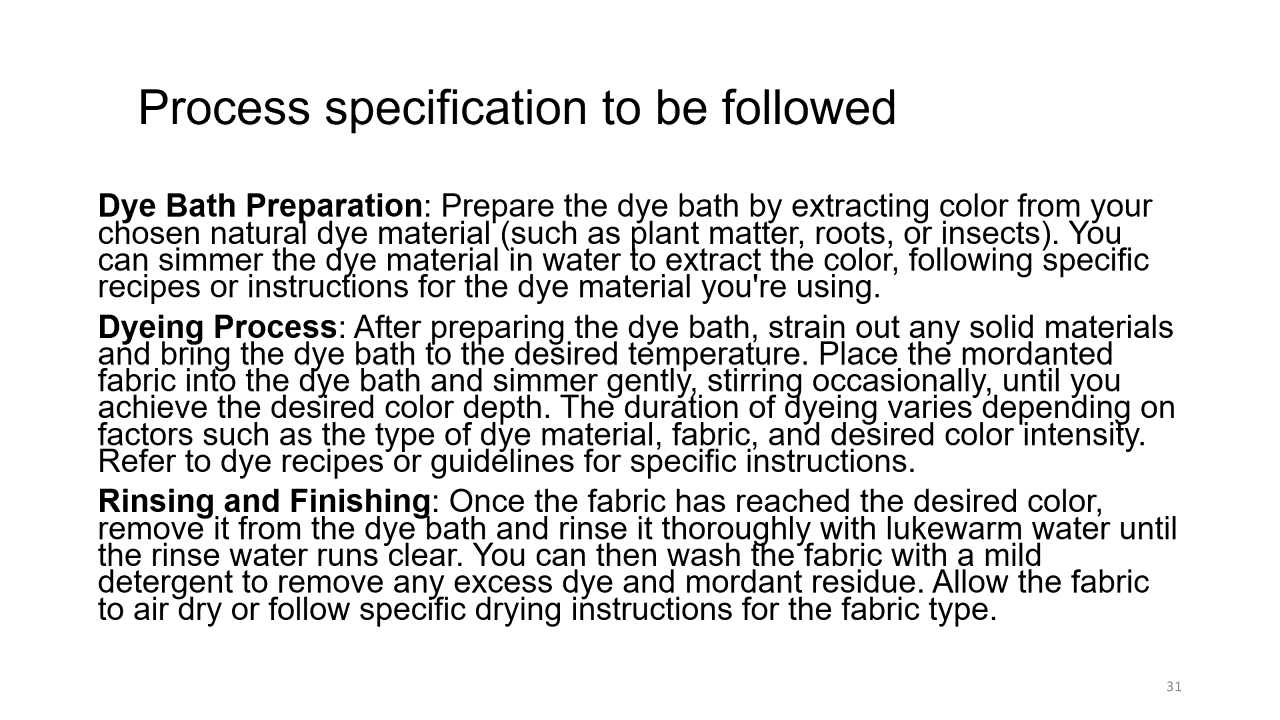 Process specification to be followed
Dye Bath Preparation: Prepare the dye bath by extracting color from your
chosen natural dye material (such as plant matter, roots, or insects). You
can simmer the dye material in water to extract the color, following specific
recipes or instructions for the dye material you're using.
Dyeing Process: After preparing the dye bath, strain out any solid materials
and bring the dye bath to the desired temperature. Place the mordanted
fabric into the dye bath and simmer gently, stirring occasionally, until you
achieve the desired color depth. The duration of dyeing varies depending on
factors such as the type of dye material, fabric, and desired color intensity.
Refer to dye recipes or guidelines for specific instructions.
Rinsing and Finishing: Once the fabric has reached the desired color,
remove it from the dye bath and rinse it thoroughly with lukewarm water until
the rinse water runs clear. You can then wash the fabric with a mild
detergent to remove any excess dye and mordant residue. Allow the fabric
to air dry or follow specific drying instructions for the fabric type.
31